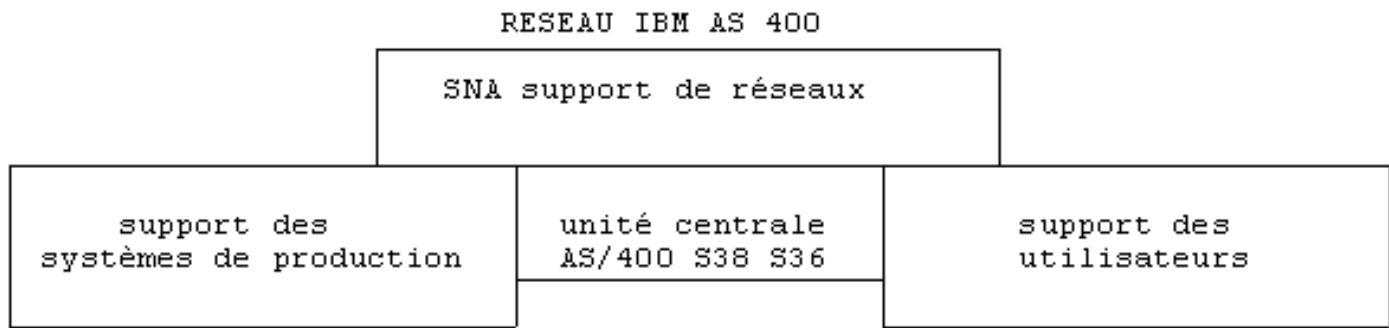 RESEAU IBM AS 400
SNA support de réseaux
support des
systèmes de production
unité centrale
AS/400 S38 S36
support des
utilisateurs